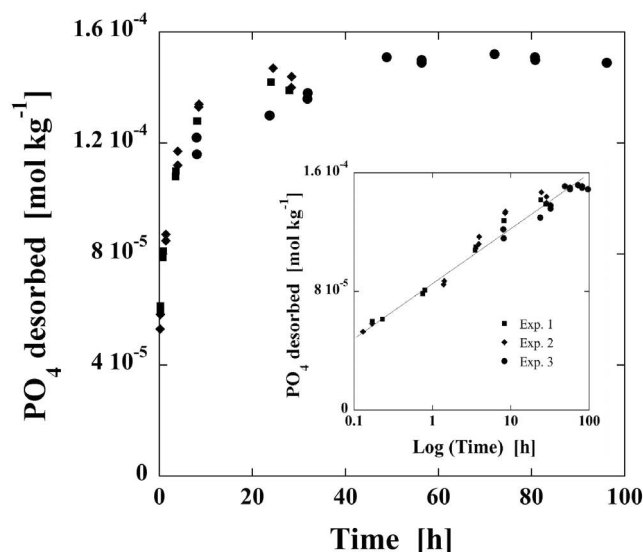 1.6 10⁻⁴
1.2 10⁻⁴
8 10⁻⁵
4 10⁻⁵
0
PO₄ desorbed [mol kg⁻¹]
0 20 40 60 80 100
Time [h]
1.6 10⁻⁴
8 10⁻⁵
0
PO₄ desorbed [mol kg⁻¹]
Exp. 1
Exp. 2
Exp. 3
0.1 1 10 100
Log (Time) [h]